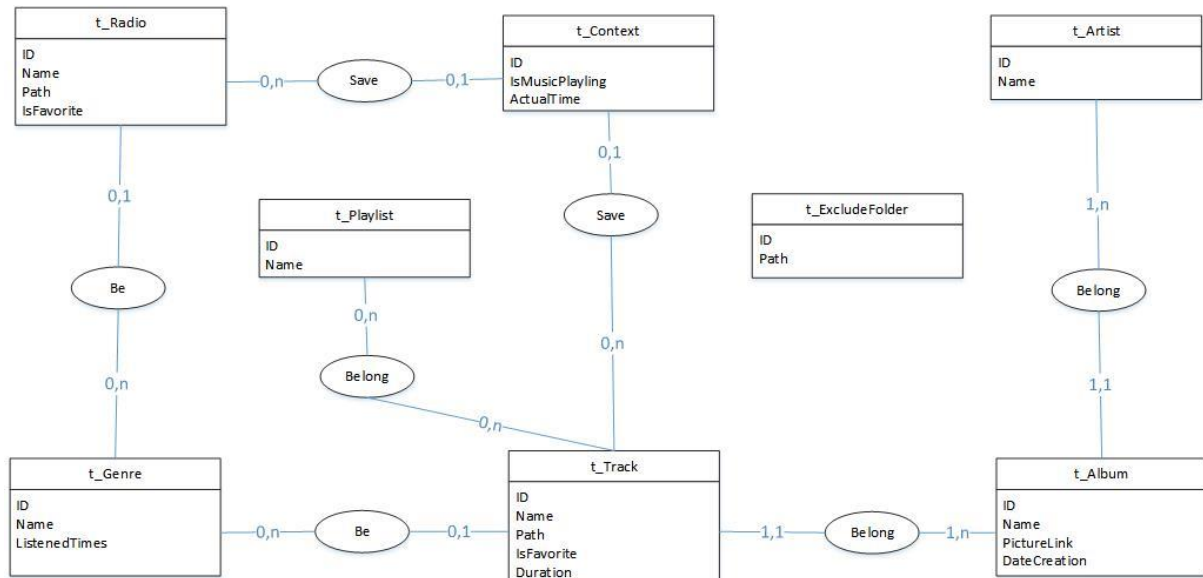 t_Radio
ID
Name
Path
IsFavorite
0,n
Save
0,1
t_Context
ID
IsMusicPlayling
ActualTime
t_Artist
ID
Name
0,1
Be
0,n
t_Playlist
ID
Name
0,n
Belong
0,n
0,1
Save
0,n
t_ExcludeFolder
ID
Path
1,n
Belong
1,1
t_Genre
ID
Name
ListenedTimes
0,n
Be
0,1
t_Track
ID
Name
Path
IsFavorite
Duration
1,1
Belong
1,n
t_Album
ID
Name
PictureLink
DateCreation